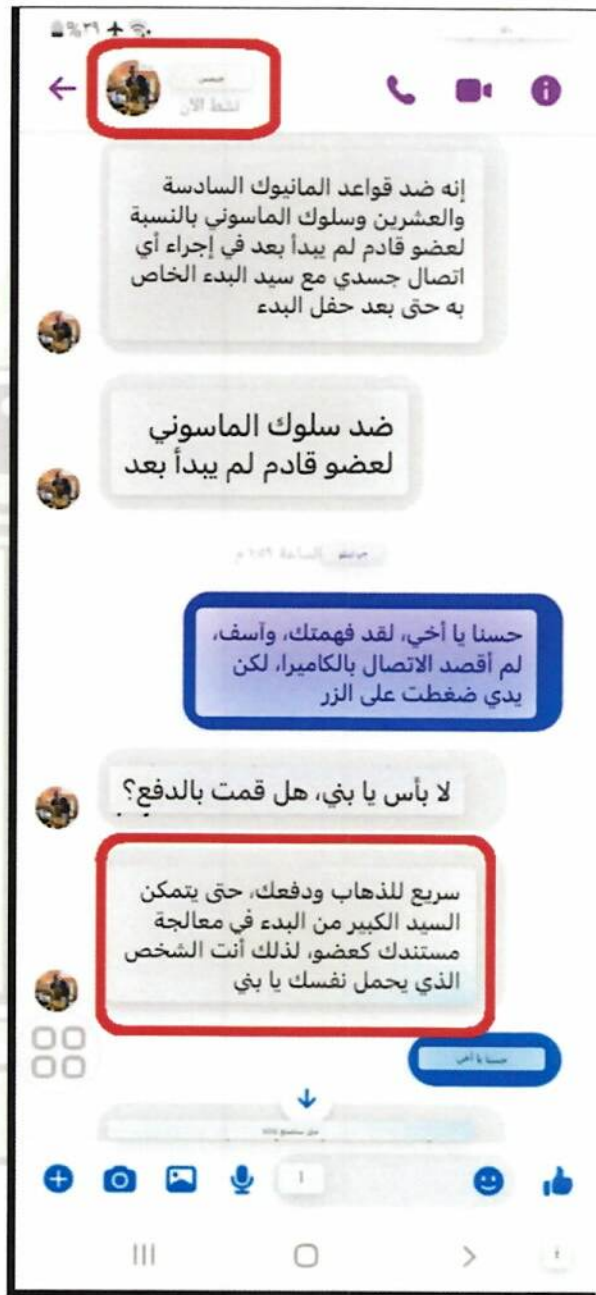 ٣٩%
نشط الآن
إنه ضد قواعد المانيوك السادسة
والعشرين وسلوك الماسوني بالنسبة
لعضو قادم لم يبدأ بعد في إجراء أي
اتصال جسدي مع سيد البدء الخاص
به حتى بعد حفل البدء
ضد سلوك الماسوني
لعضو قادم لم يبدأ بعد
حسنا يا أخي، لقد فهمتك، وآسف،
لم أقصد الاتصال بالكاميرا، لكن
يدي ضغطت على الزر
لا بأس يا بني، هل قمت بالدفع؟
سريع للذهاب ودفعك، حتى يتمكن
السيد الكبير من البدء في معالجة
مستندك كعضو، لذلك أنت الشخص
الذي يحمل نفسك يا بني
حسنا يا أخي